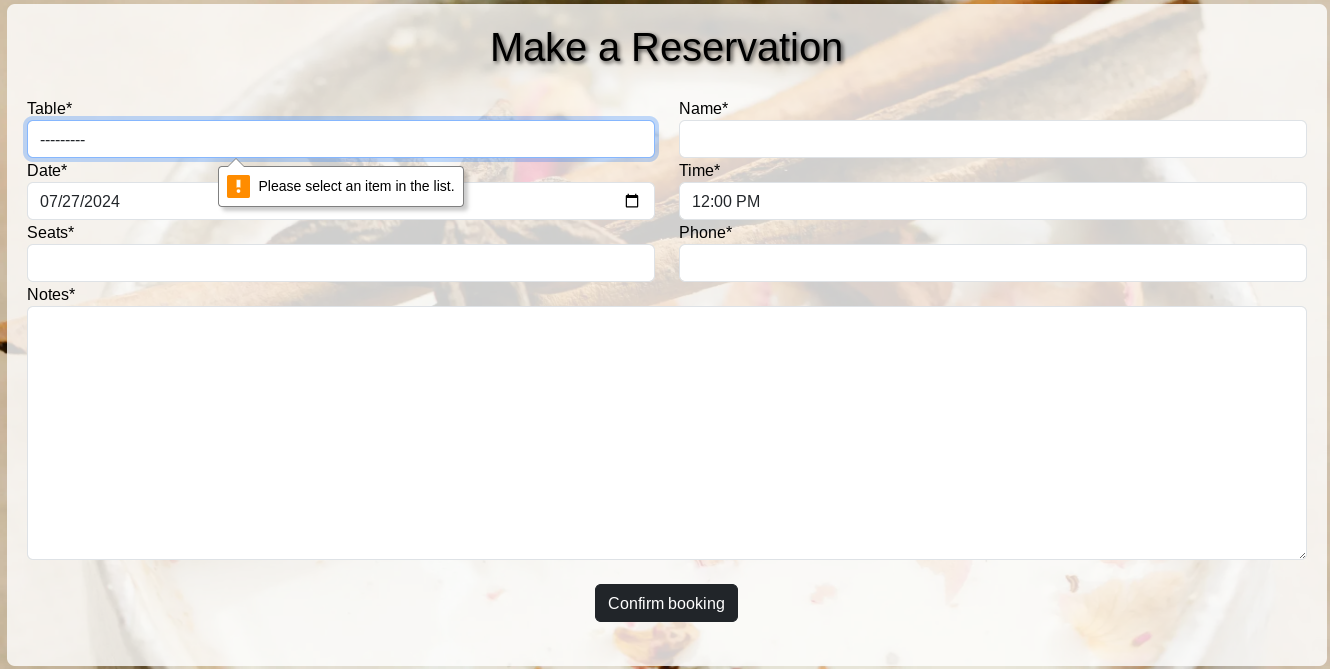 Make a Reservation
Table*
Name*
---------
Please select an item in the list.
Date*
Time*
07/27/2024
12:00 PM
Seats*
Phone*
Notes*
Confirm booking